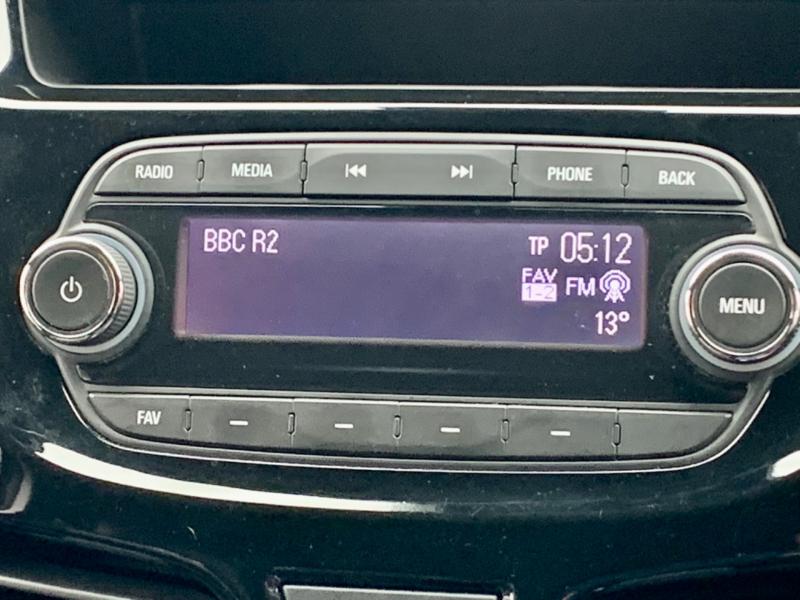 RADIO MEDIA PHONE BACK
BBC R2 TP 05:12
FAV
1-2 FM
13°
MENU
FAV